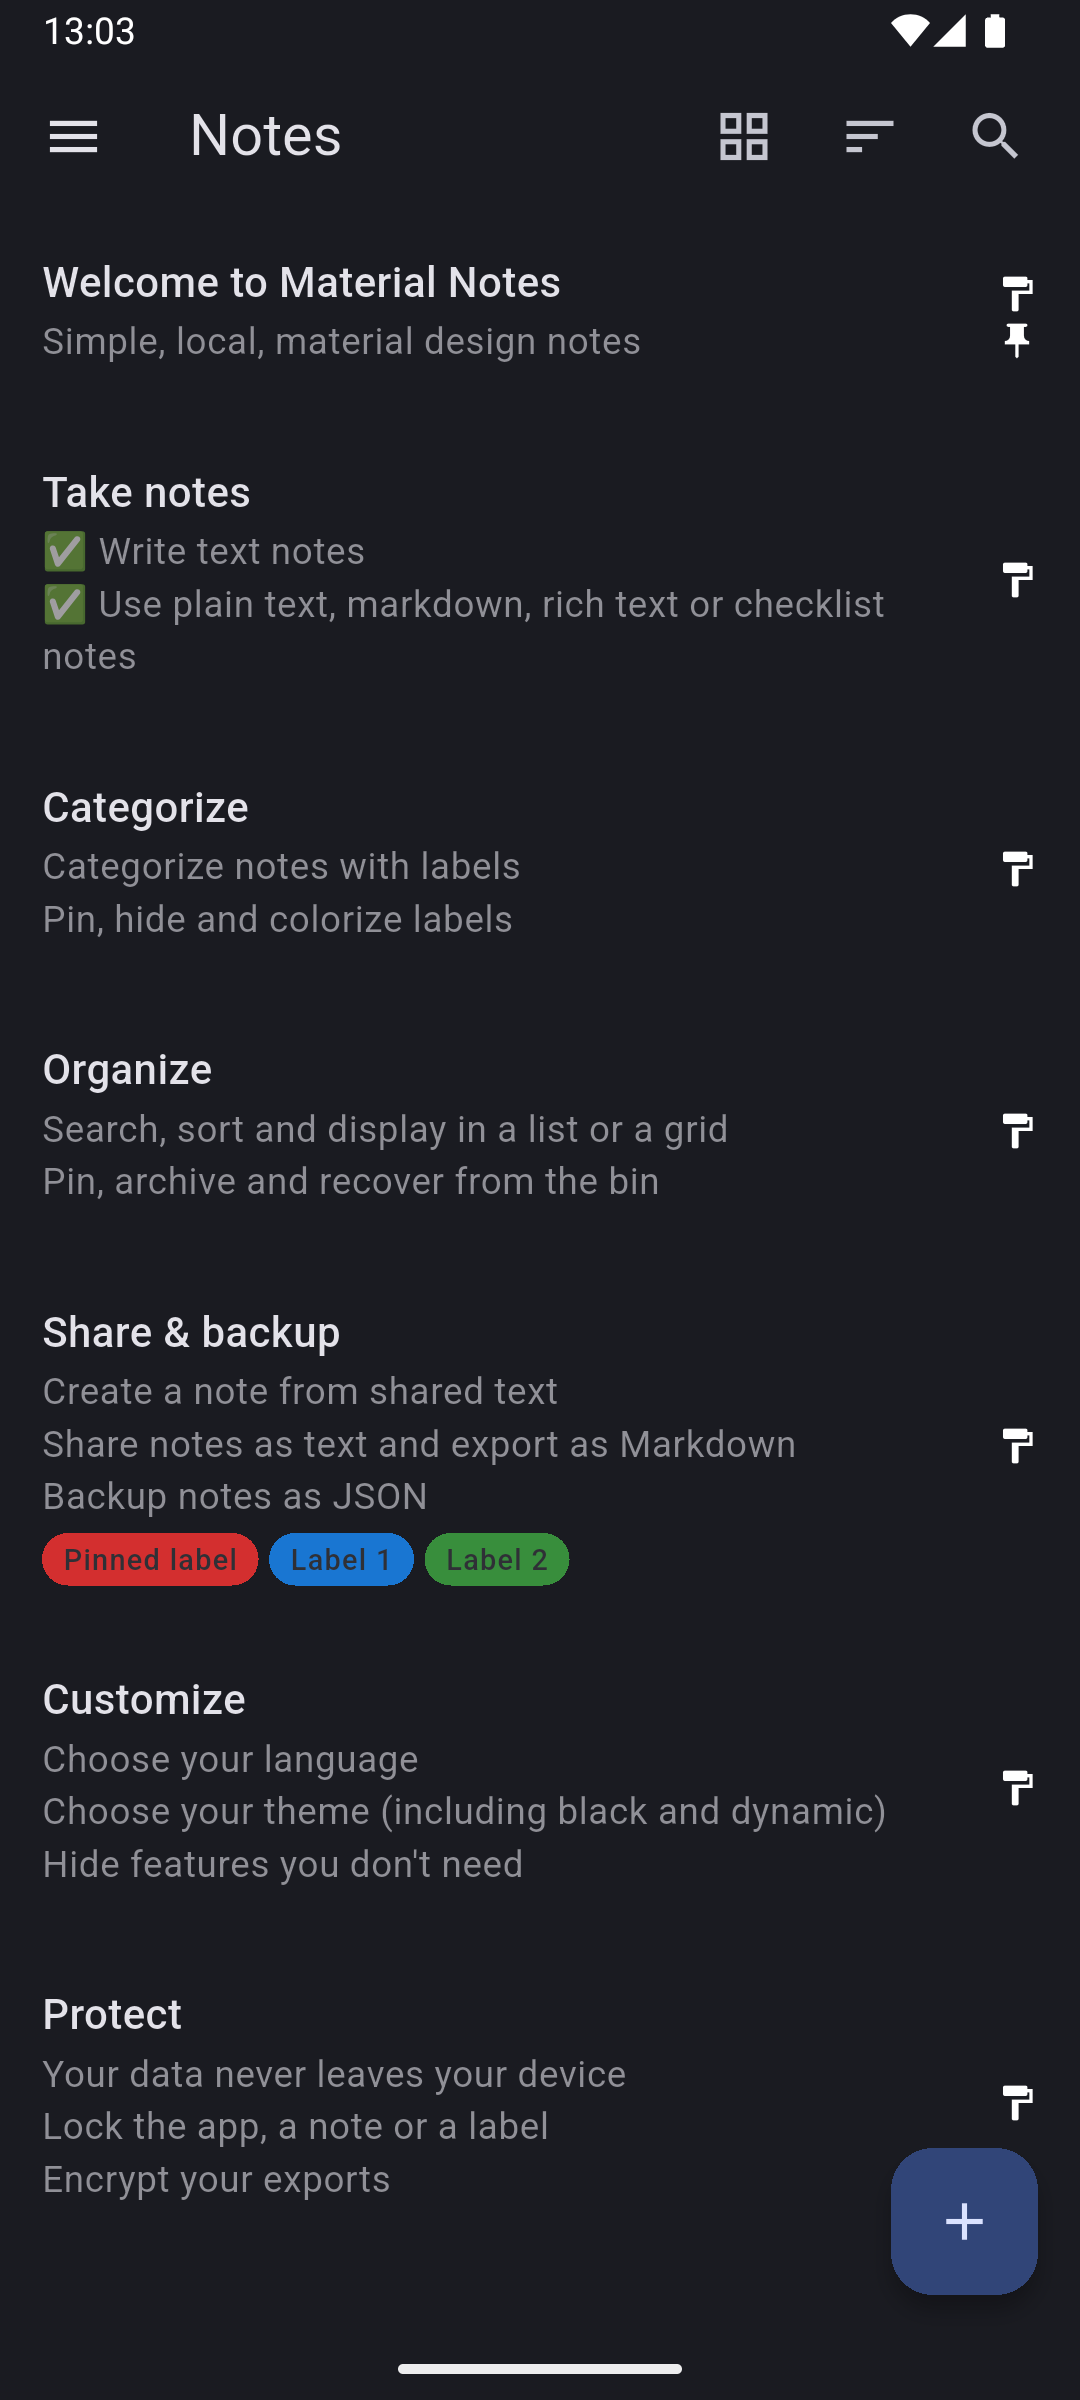 13:03
Notes
Welcome to Material Notes
Simple, local, material design notes
Take notes
✅ Write text notes
✅ Use plain text, markdown, rich text or checklist
notes
Categorize
Categorize notes with labels
Pin, hide and colorize labels
Organize
Search, sort and display in a list or a grid
Pin, archive and recover from the bin
Share & backup
Create a note from shared text
Share notes as text and export as Markdown
Backup notes as JSON
Pinned label Label 1 Label 2
Customize
Choose your language
Choose your theme (including black and dynamic)
Hide features you don't need
Protect
Your data never leaves your device
Lock the app, a note or a label
Encrypt your exports